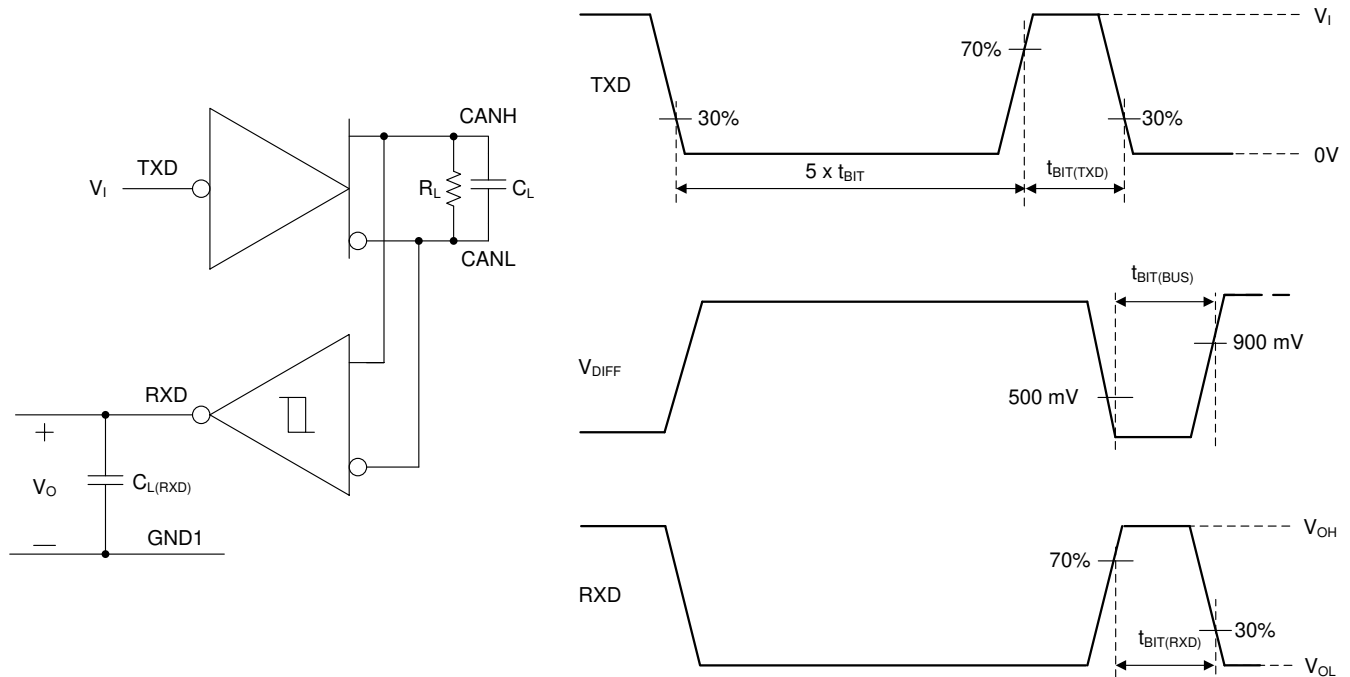 CANH
TXD
V_I
R_L
C_L
CANL
RXD
+
V_O
C_L(RXD)
—
GND1
V_I
70%
TXD
30%
30%
0V
5 x t_BIT
t_BIT(TXD)
t_BIT(BUS)
900 mV
V_DIFF
500 mV
V_OH
70%
RXD
30%
t_BIT(RXD)
V_OL